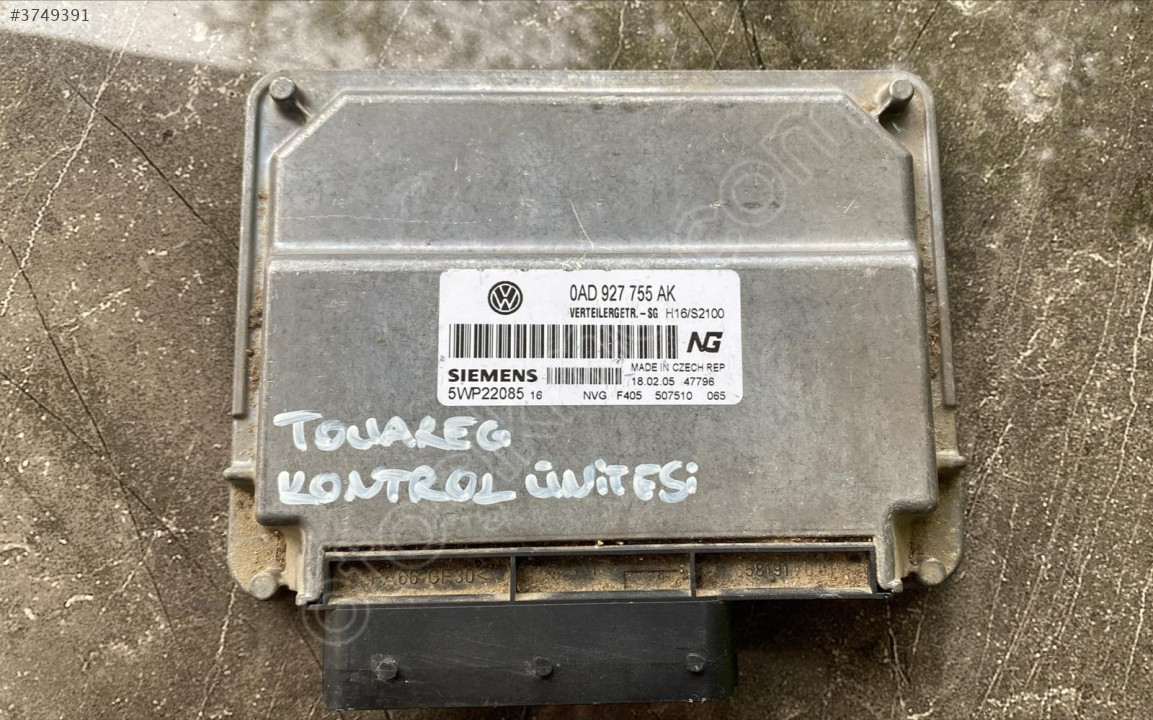 #3749391
0AD 927 755 AK
VERTEILERGETR.-SG H16/S2100
NG
SIEMENS
MADE IN CZECH REP
18.02.05 47796
5WP22085 16
NVG F405 507510 065
TOUAREG
KONTROL ÜNİTESİ